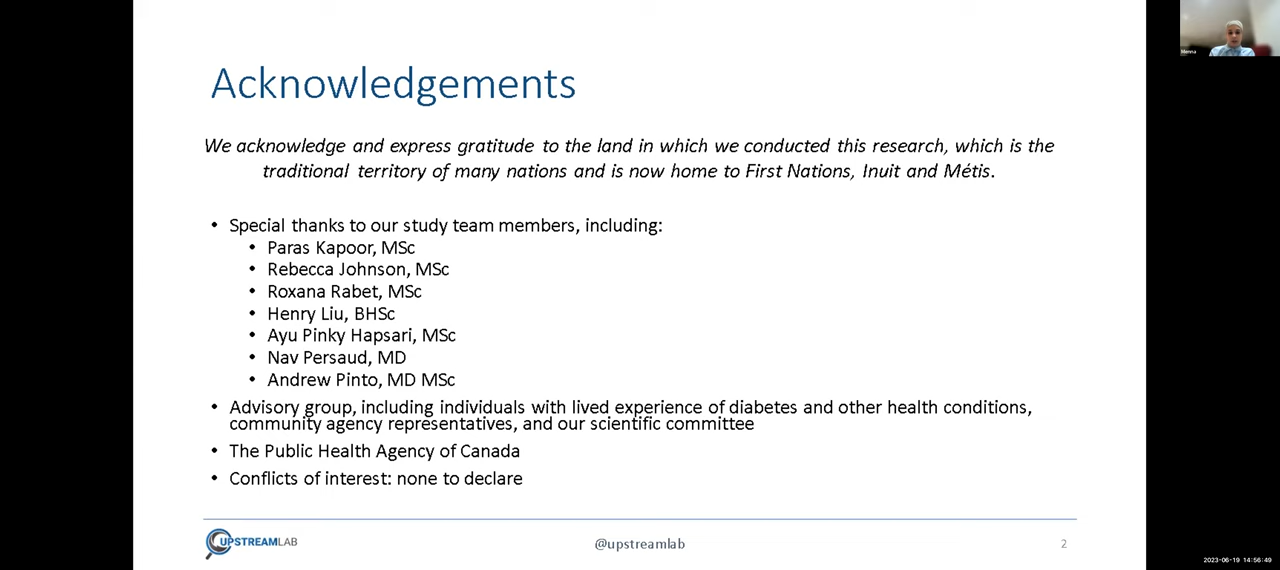 Menna
Acknowledgements
We acknowledge and express gratitude to the land in which we conducted this research, which is the
traditional territory of many nations and is now home to First Nations, Inuit and Métis.
• Special thanks to our study team members, including:
• Paras Kapoor, MSc
• Rebecca Johnson, MSc
• Roxana Rabet, MSc
• Henry Liu, BHSc
• Ayu Pinky Hapsari, MSc
• Nav Persaud, MD
• Andrew Pinto, MD MSc
• Advisory group, including individuals with lived experience of diabetes and other health conditions,
community agency representatives, and our scientific committee
• The Public Health Agency of Canada
• Conflicts of interest: none to declare
UPSTREAMLAB
@upstreamlab
2
2023-06-19 14:56:49